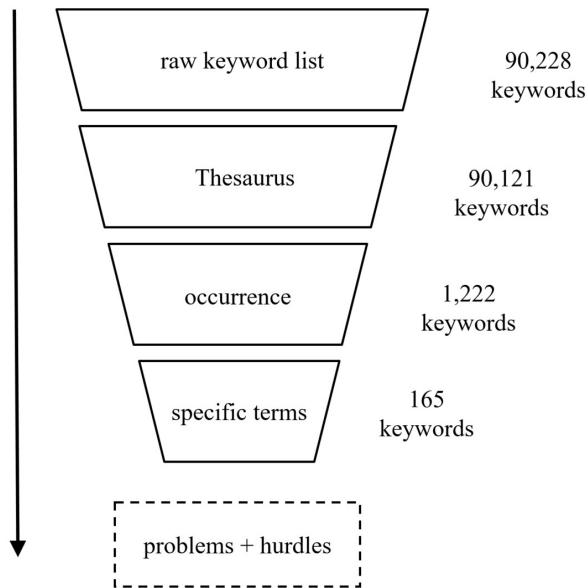 raw keyword list
90,228
keywords
Thesaurus
90,121
keywords
occurrence
1,222
keywords
specific terms
165
keywords
problems + hurdles